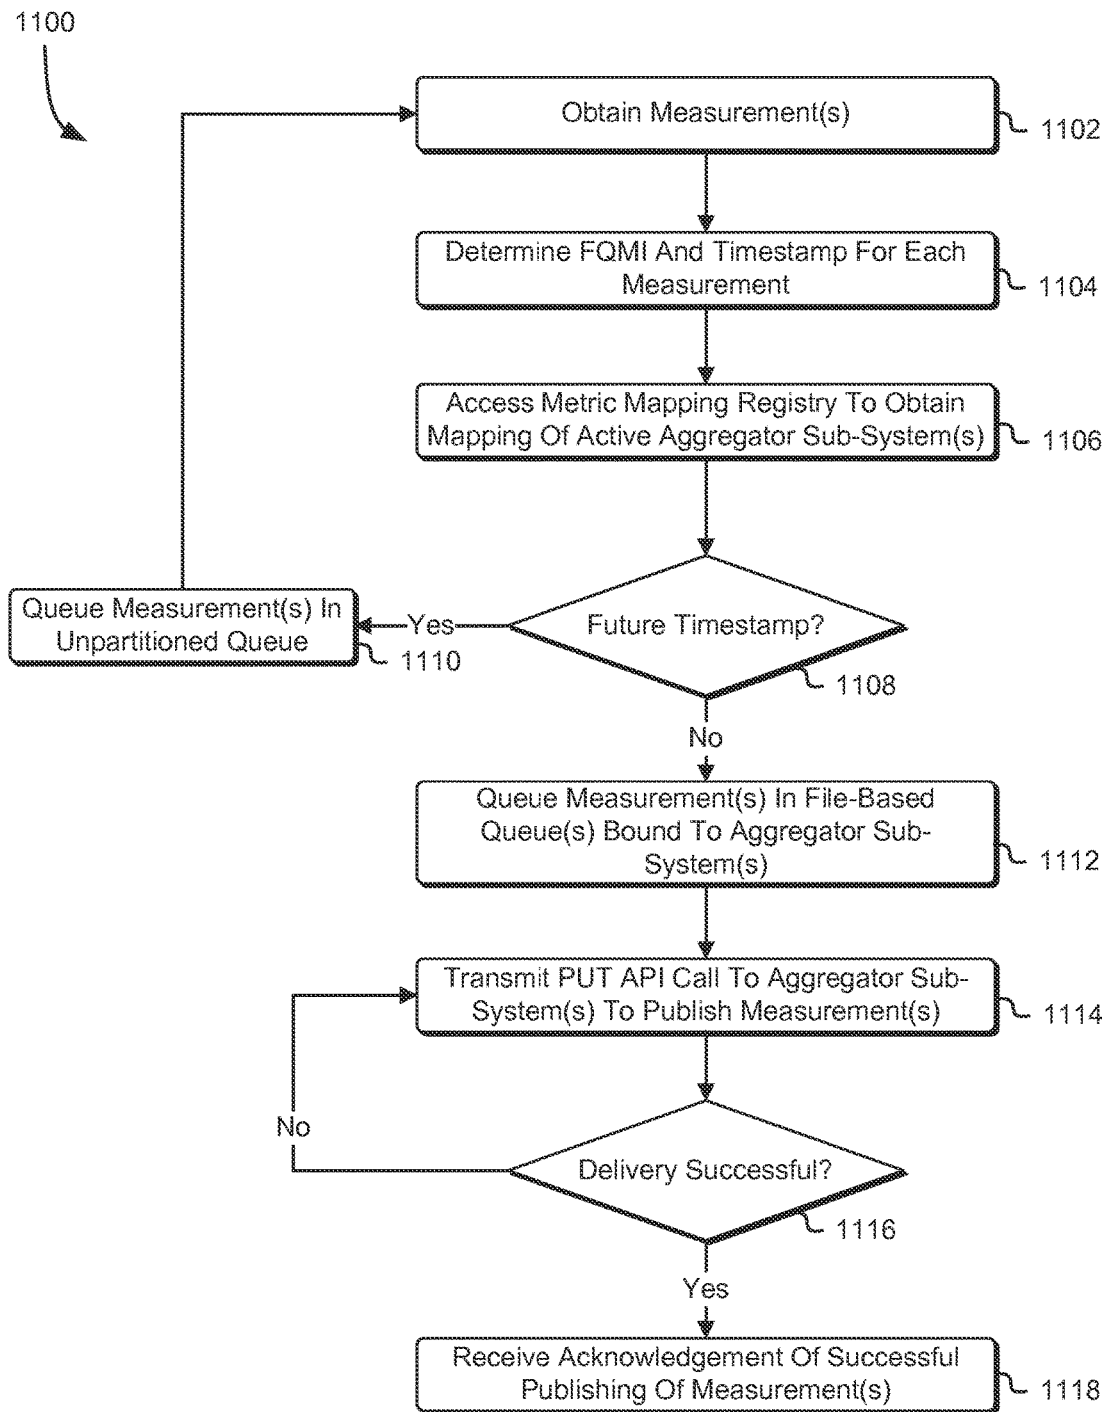 1100
Obtain Measurement(s)
1102
Determine FQMI And Timestamp For Each
Measurement
1104
Access Metric Mapping Registry To Obtain
Mapping Of Active Aggregator Sub-System(s)
1106
Queue Measurement(s) In
Unpartitioned Queue
1110
Yes
Future Timestamp?
1108
No
Queue Measurement(s) In File-Based
Queue(s) Bound To Aggregator Sub-
System(s)
1112
Transmit PUT API Call To Aggregator Sub-
System(s) To Publish Measurement(s)
1114
No
Delivery Successful?
1116
Yes
Receive Acknowledgement Of Successful
Publishing Of Measurement(s)
1118